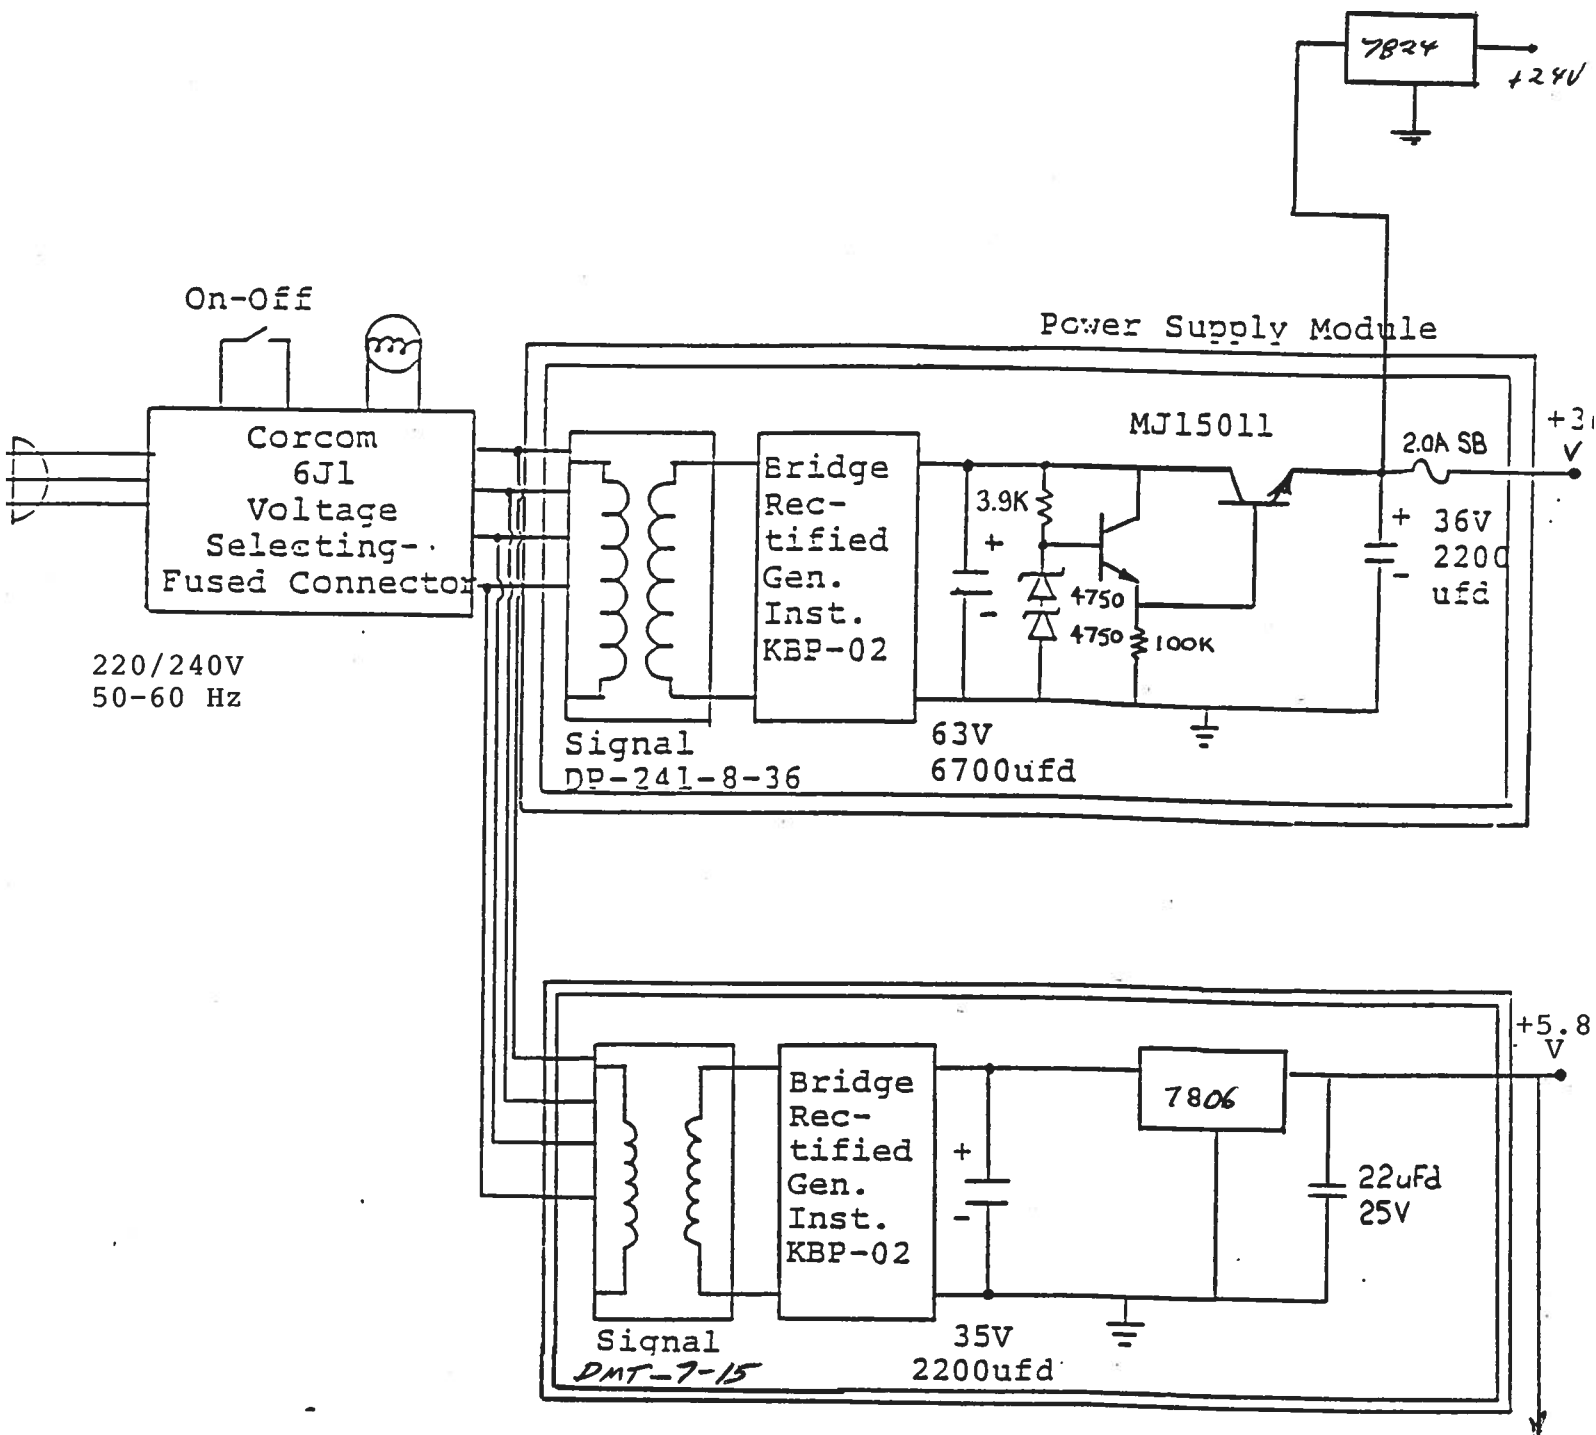 7824
+24V
On-Off
Power Supply Module
Corcom
6J1
Voltage
Selecting-
Fused Connector
220/240V
50-60 Hz
Bridge
Rec-
tified
Gen.
Inst.
KBP-02
Signal
DP-241-8-36
+
-
63V
6700ufd
3.9K
4750
4750
100K
MJ15011
2.0A SB
V
+
-
36V
2200
ufd
Bridge
Rec-
tified
Gen.
Inst.
KBP-02
Signal
DMT-7-15
+
-
35V
2200ufd
7806
22uFd
25V
+5.8
V